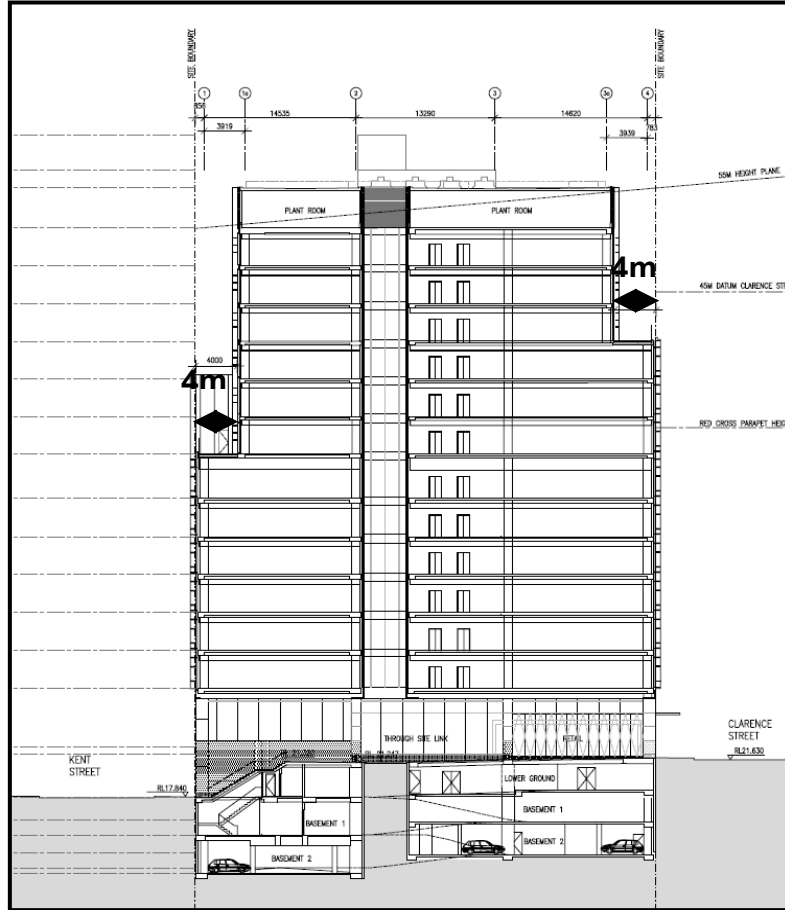 SITE BOUNDARY
SITE BOUNDARY
1
1a
2
3
3a
4
856
14535
13290
14620
783
3919
3939
55M HEIGHT PLANE
PLANT ROOM
PLANT ROOM
4m
45M DATUM CLARENCE STR
4000
4m
RED CROSS PARAPET HEIG
CLARENCE
STREET
THROUGH SITE LINK
RETAIL
RL21.630
KENT
STREET
LOWER GROUND
RL17.840
BASEMENT 1
BASEMENT 1
BASEMENT 2
BASEMENT 2